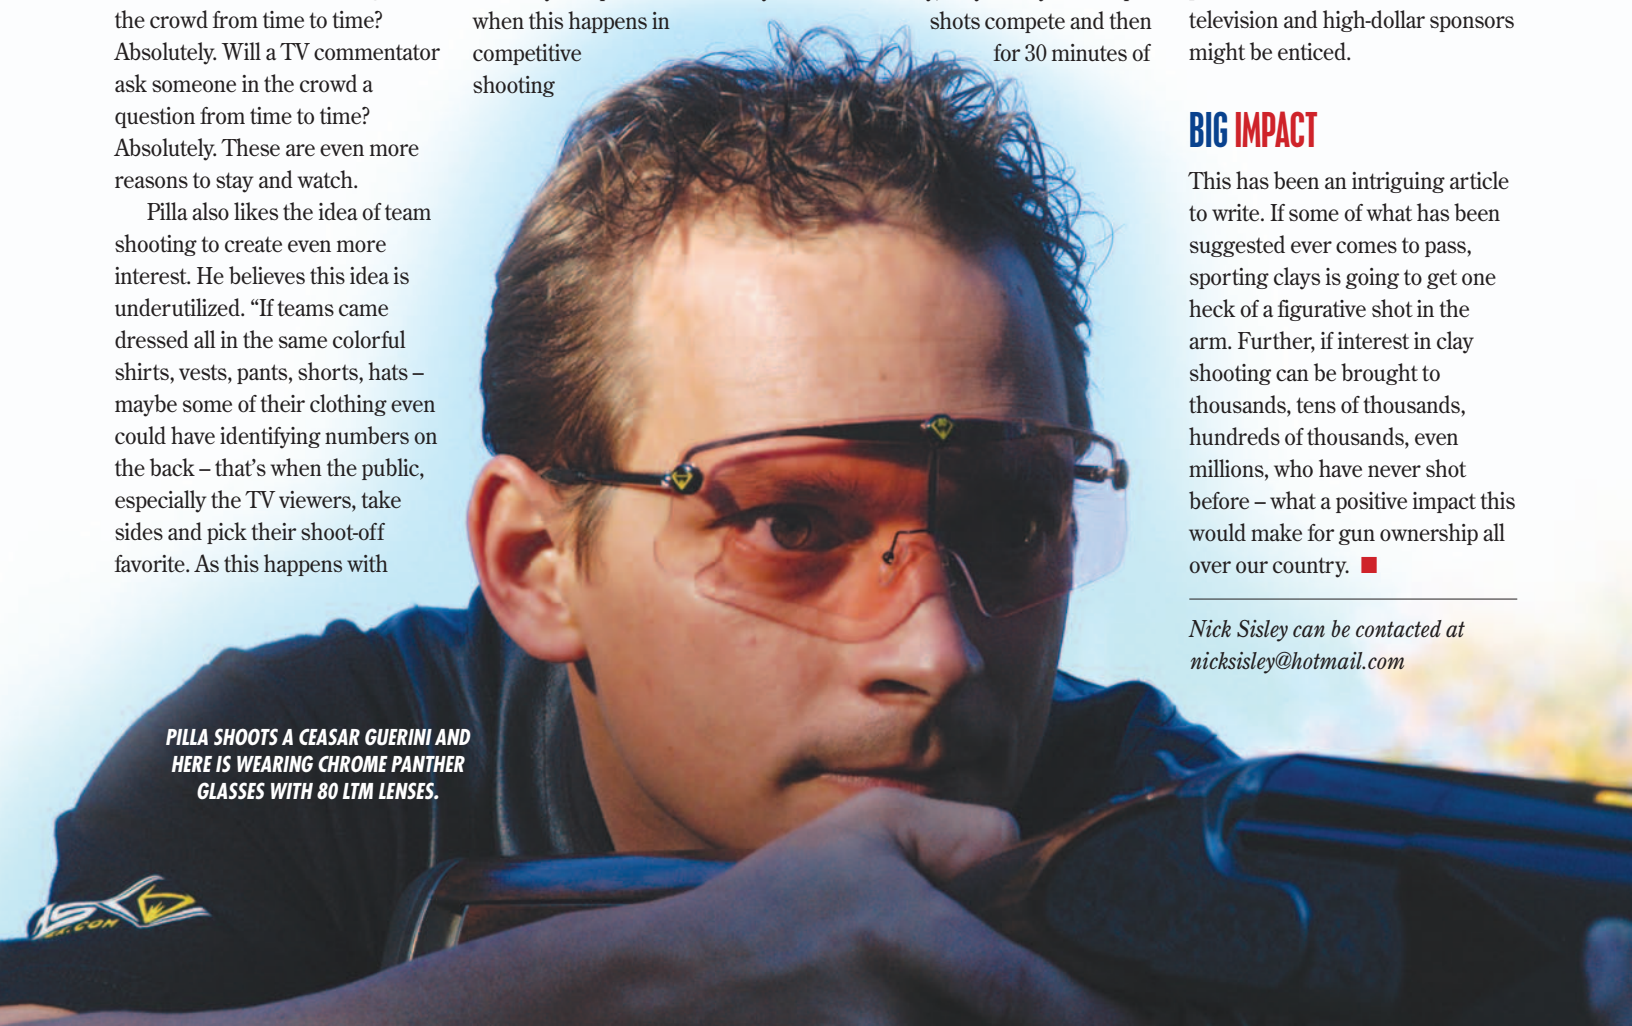 the crowd from time to time?
Absolutely. Will a TV commentator
ask someone in the crowd a
question from time to time?
Absolutely. These are even more
reasons to stay and watch.
Pilla also likes the idea of team
shooting to create even more
interest. He believes this idea is
underutilized. “If teams came
dressed all in the same colorful
shirts, vests, pants, shorts, hats –
maybe some of their clothing even
could have identifying numbers on
the back – that’s when the public,
especially the TV viewers, take
sides and pick their shoot-off
favorite. As this happens with
when this happens in
competitive
shooting
shots compete and then
for 30 minutes of
television and high-dollar sponsors
might be enticed.
BIG IMPACT
This has been an intriguing article
to write. If some of what has been
suggested ever comes to pass,
sporting clays is going to get one
heck of a figurative shot in the
arm. Further, if interest in clay
shooting can be brought to
thousands, tens of thousands,
hundreds of thousands, even
millions, who have never shot
before – what a positive impact this
would make for gun ownership all
over our country.
Nick Sisley can be contacted at
nicksisley@hotmail.com
PILLA SHOOTS A CEASAR GUERINI AND
HERE IS WEARING CHROME PANTHER
GLASSES WITH 80 LTM LENSES.
.COM